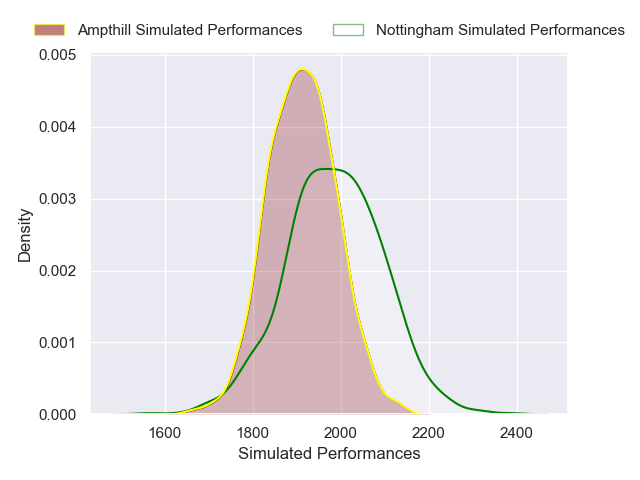 Ampthill Simulated Performances
Nottingham Simulated Performances
0.005
0.004
0.003
0.002
0.001
0.000
Density
1600 1800 2000 2200 2400
Simulated Performances